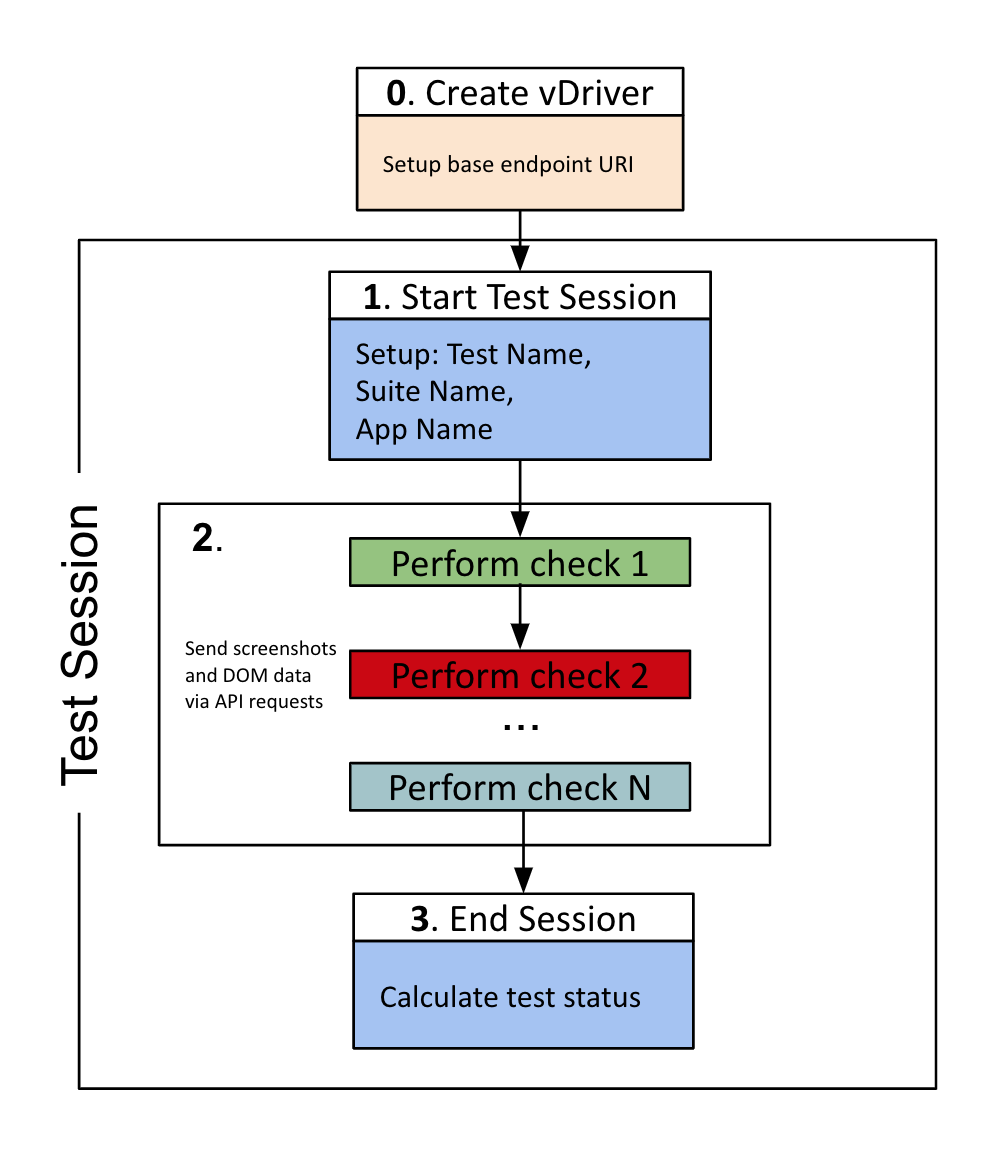 0. Create vDriver
Setup base endpoint URI
1. Start Test Session
Setup: Test Name,
Suite Name,
App Name
Test Session
2.
Perform check 1
Send screenshots
and DOM data
via API requests
Perform check 2
...
Perform check N
3. End Session
Calculate test status